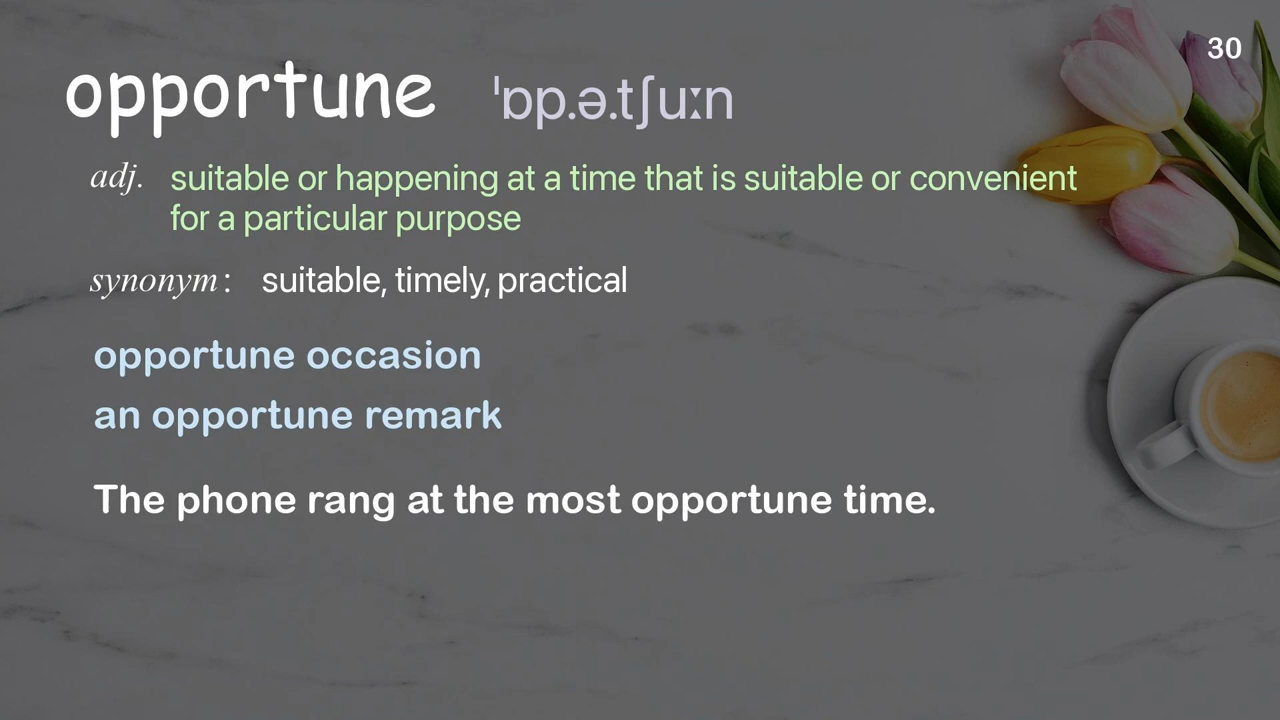 30
opportune ˈɒp.ə.tʃuːn
adj. suitable or happening at a time that is suitable or convenient
for a particular purpose
synonym: suitable, timely, practical
opportune occasion
an opportune remark
The phone rang at the most opportune time.